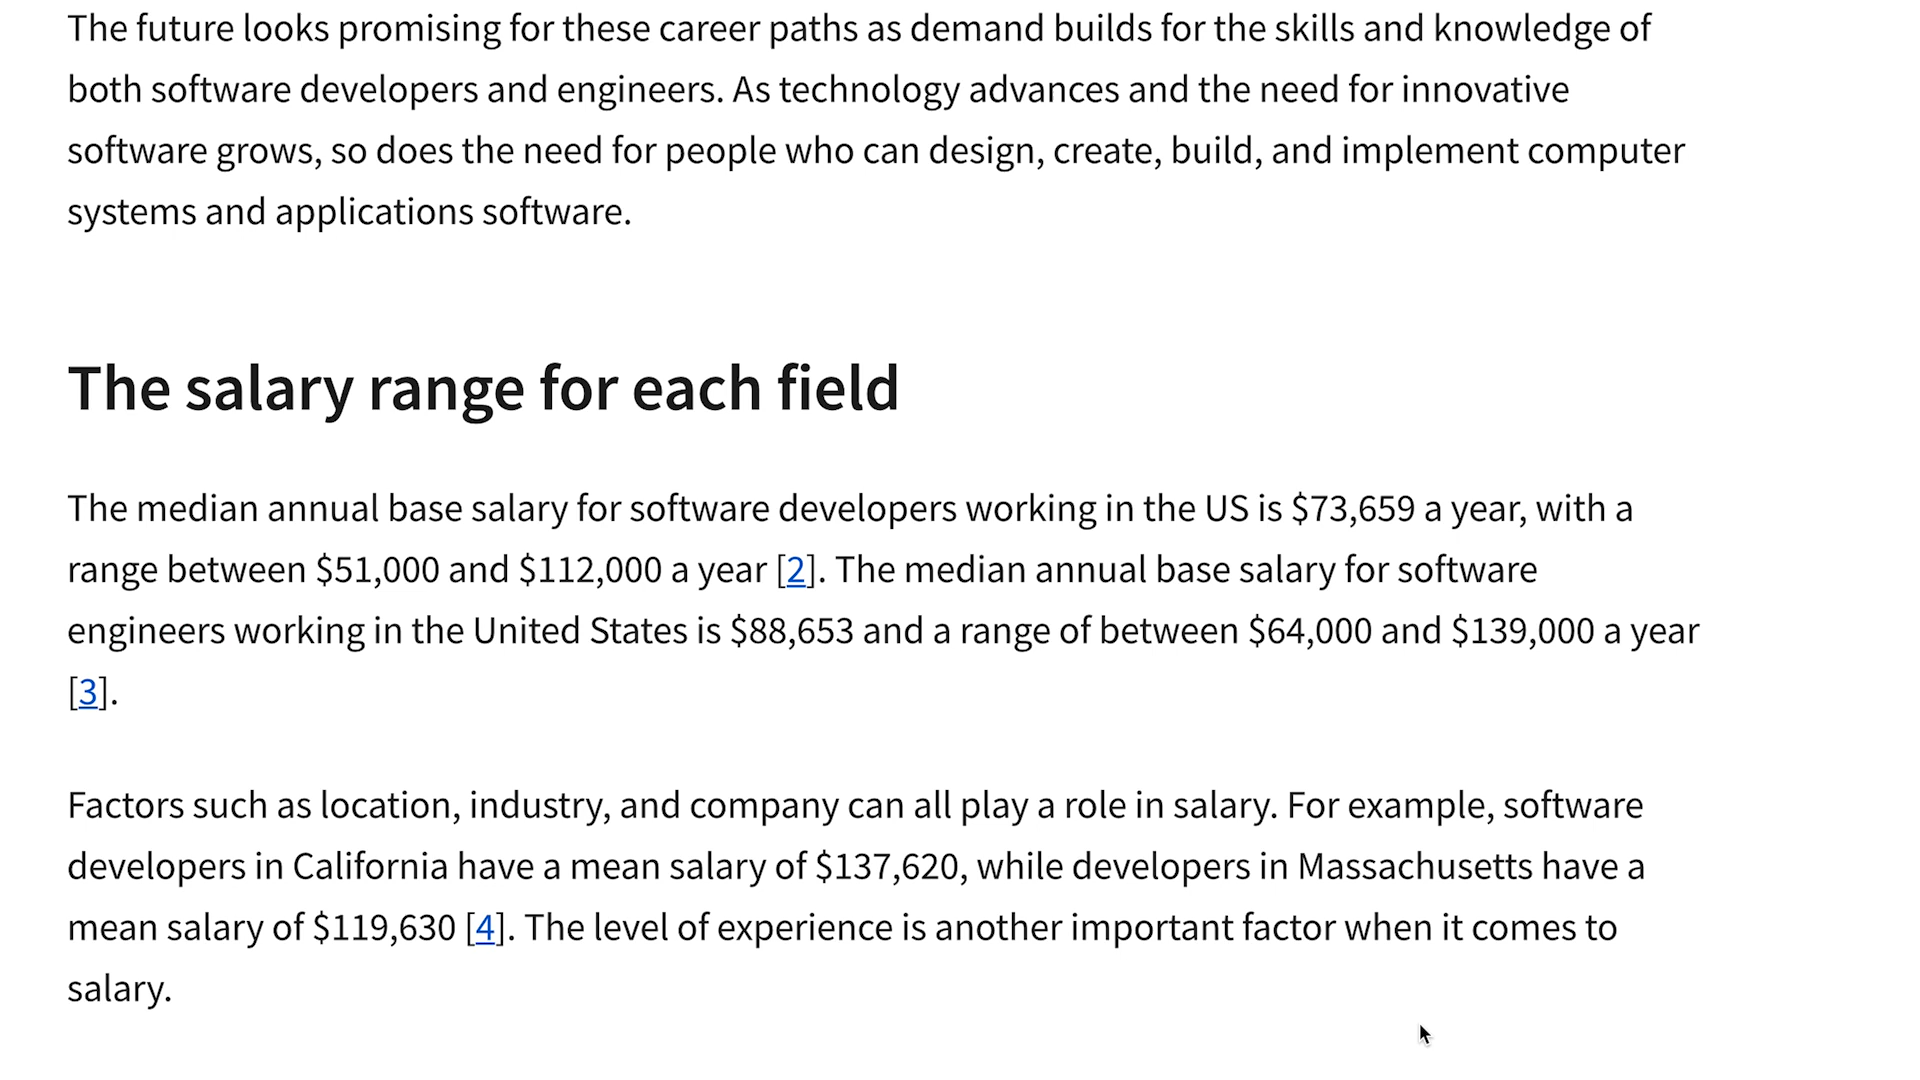 The future looks promising for these career paths as demand builds for the skills and knowledge of
both software developers and engineers. As technology advances and the need for innovative
software grows, so does the need for people who can design, create, build, and implement computer
systems and applications software.
The salary range for each field
The median annual base salary for software developers working in the US is $73,659 a year, with a
range between $51,000 and $112,000 a year [2]. The median annual base salary for software
engineers working in the United States is $88,653 and a range of between $64,000 and $139,000 a year
[3].
Factors such as location, industry, and company can all play a role in salary. For example, software
developers in California have a mean salary of $137,620, while developers in Massachusetts have a
mean salary of $119,630 [4]. The level of experience is another important factor when it comes to
salary.